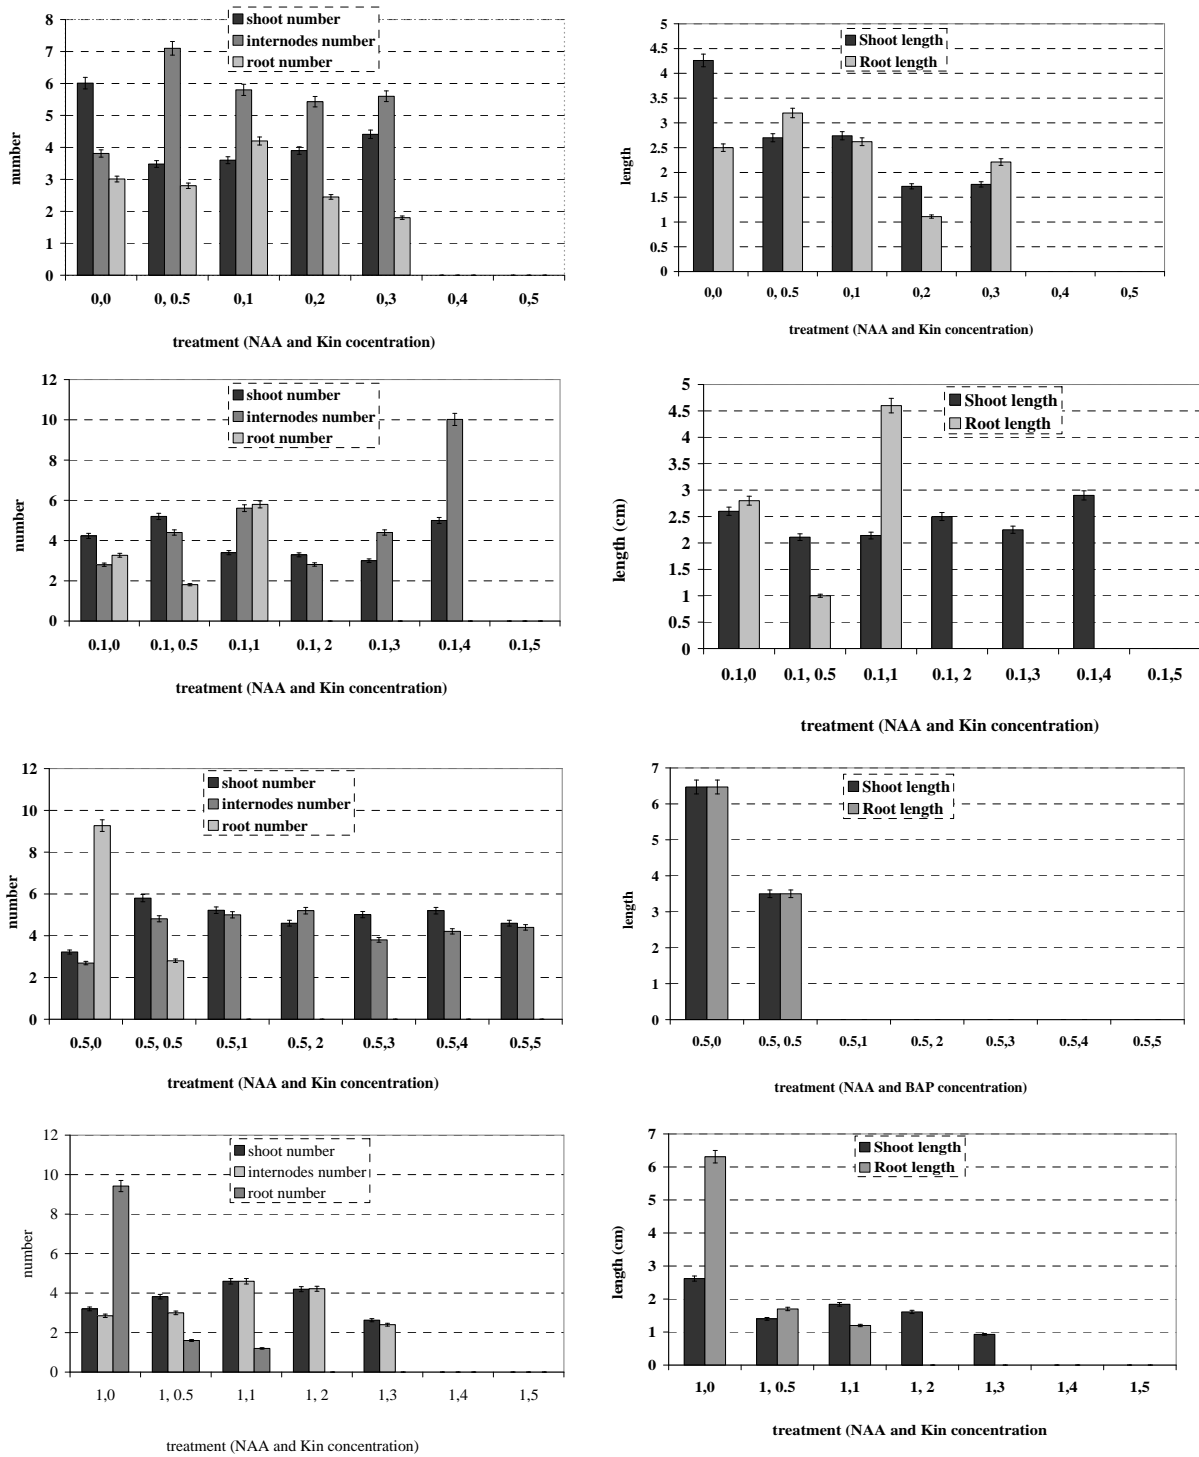 8
7
6
5
4
3
2
1
0
number
shoot number
internodes number
root number
0,0 0, 0.5 0,1 0,2 0,3 0,4 0,5
treatment (NAA and Kin cocentration)
5
4.5
4
3.5
3
2.5
2
1.5
1
0.5
0
length
Shoot length
Root length
0,0 0, 0.5 0,1 0,2 0,3 0,4 0,5
treatment (NAA and Kin concentration)
12
10
8
6
4
2
0
number
shoot number
internodes number
root number
0.1,0 0.1, 0.5 0.1,1 0.1, 2 0.1,3 0.1,4 0.1,5
treatment (NAA and Kin concentration)
5
4.5
4
3.5
3
2.5
2
1.5
1
0.5
0
length (cm)
Shoot length
Root length
0.1,0 0.1, 0.5 0.1,1 0.1, 2 0.1,3 0.1,4 0.1,5
treatment (NAA and Kin concentration)
12
10
8
6
4
2
0
number
shoot number
internodes number
root number
0.5,0 0.5, 0.5 0.5,1 0.5, 2 0.5,3 0.5,4 0.5,5
treatment (NAA and Kin concentration)
7
6
5
4
3
2
1
0
length
Shoot length
Root length
0.5,0 0.5, 0.5 0.5,1 0.5, 2 0.5,3 0.5,4 0.5,5
treatment (NAA and BAP concentration)
12
10
8
6
4
2
0
number
shoot number
internodes number
root number
1,0 1, 0.5 1,1 1, 2 1,3 1,4 1,5
treatment (NAA and Kin concentration)
7
6
5
4
3
2
1
0
length (cm)
Shoot length
Root length
1,0 1, 0.5 1,1 1, 2 1,3 1,4 1,5
treatment (NAA and Kin concentration